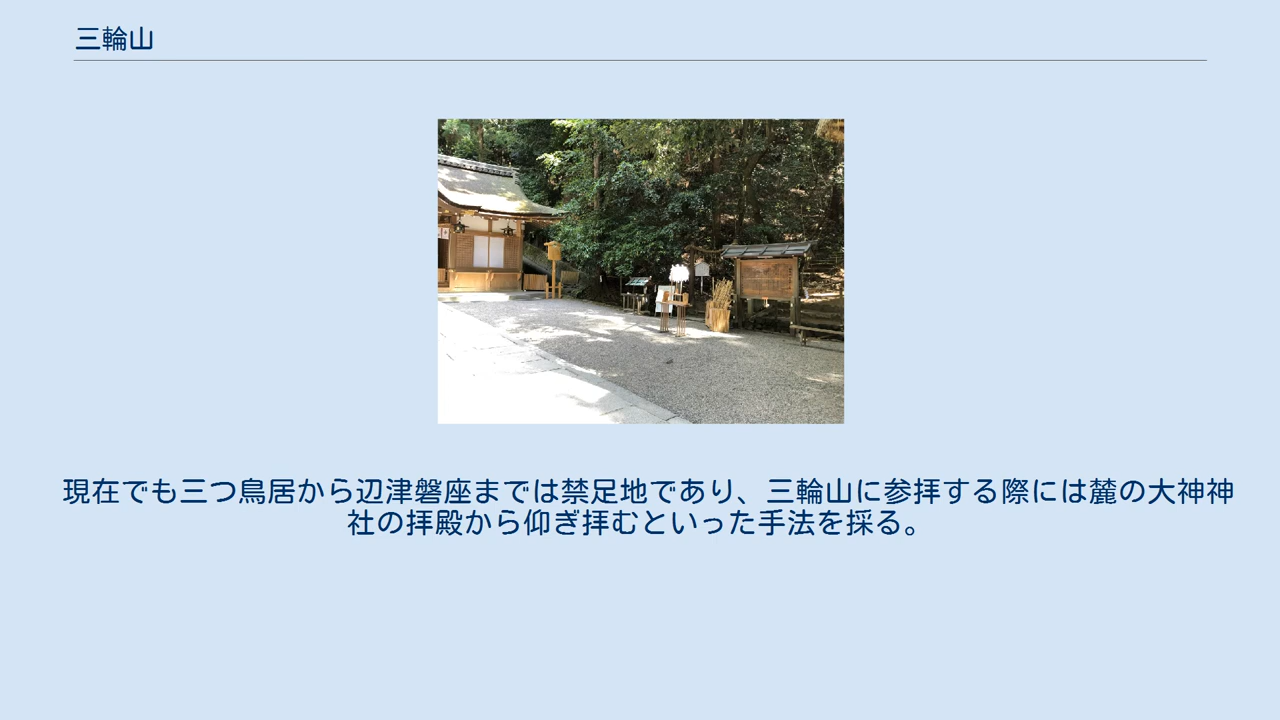 三輪山
現在でも三つ鳥居から辺津磐座までは禁足地であり、三輪山に参拝する際には麓の大神神
社の拝殿から仰ぎ拝むといった手法を採る。